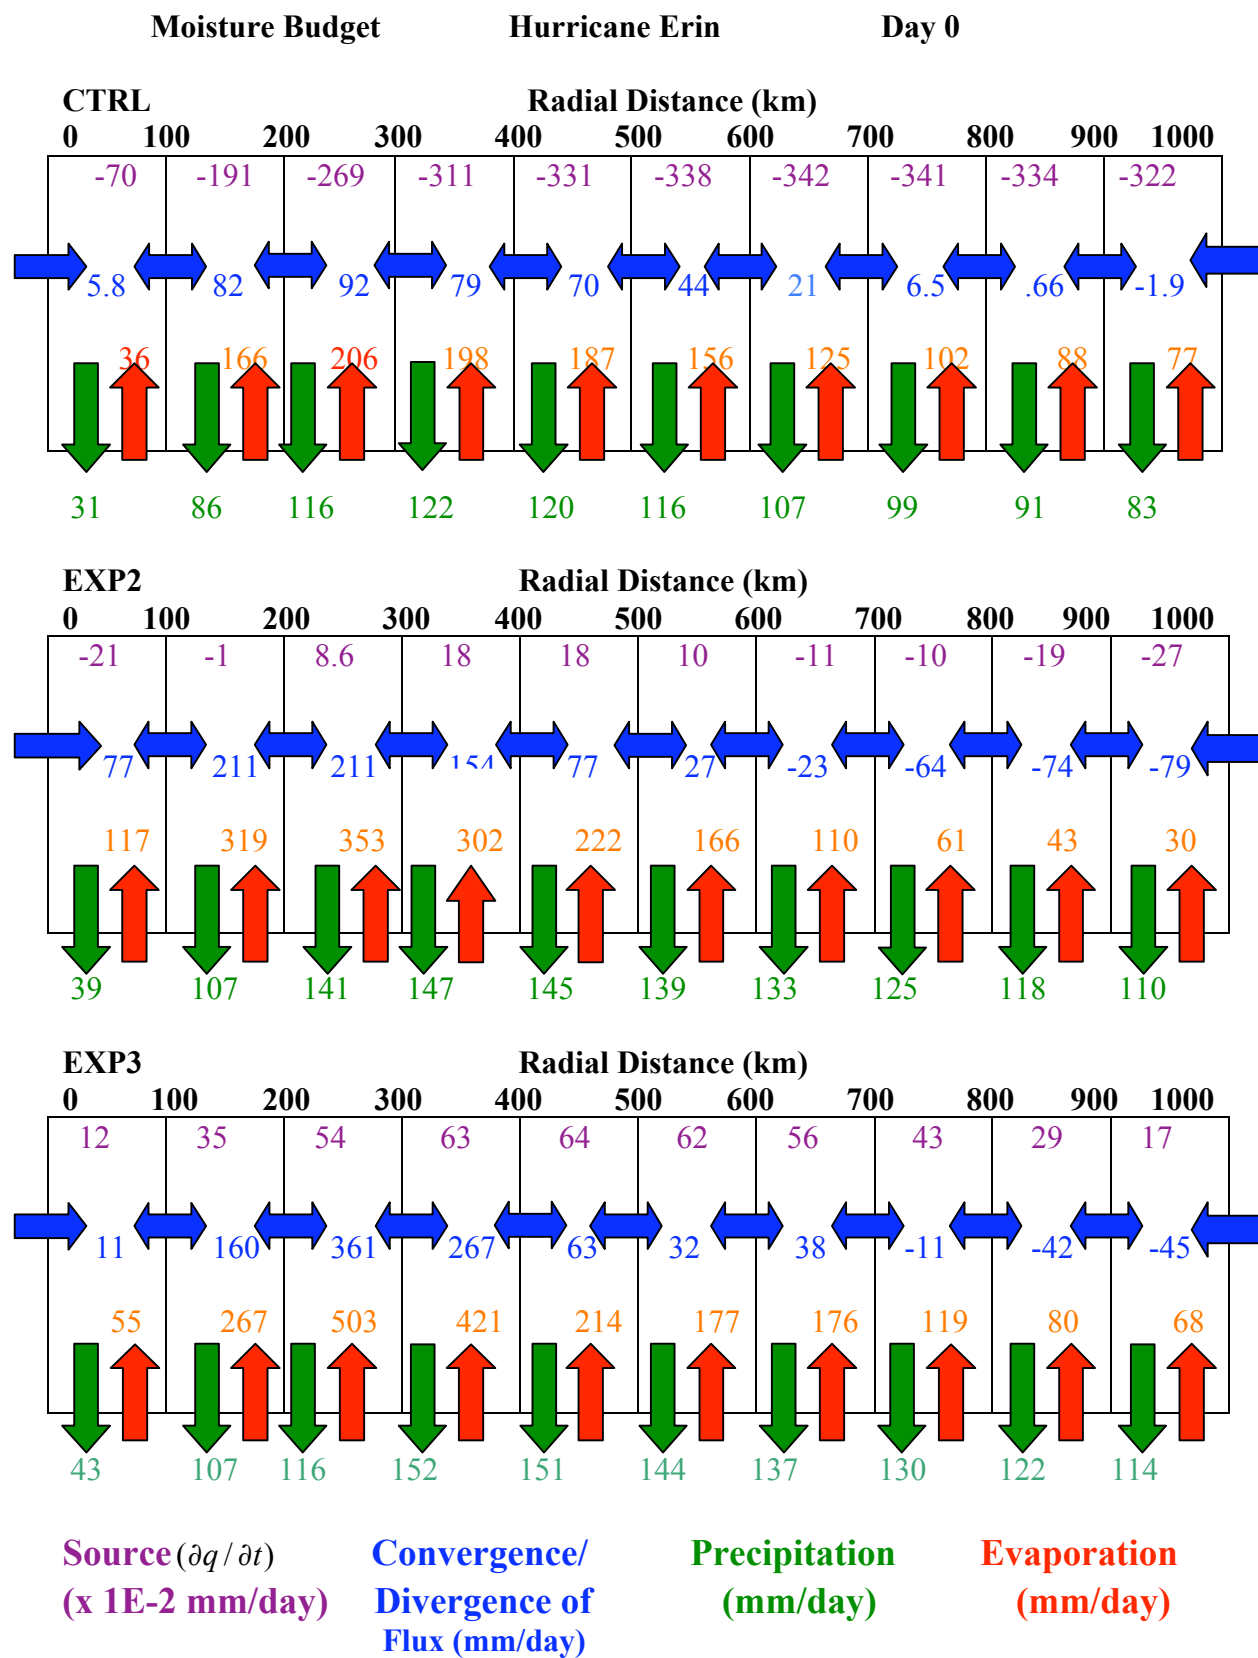 Moisture Budget Hurricane Erin Day 0
CTRL Radial Distance (km)
0 100 200 300 400 500 600 700 800 900 1000
-70 -191 -269 -311 -331 -338 -342 -341 -334 -322
5.8 82 92 79 70 44 21 6.5 .66 -1.9
36 166 206 198 187 156 125 102 88 77
31 86 116 122 120 116 107 99 91 83
EXP2 Radial Distance (km)
0 100 200 300 400 500 600 700 800 900 1000
-21 -1 8.6 18 18 10 -11 -10 -19 -27
77 211 211 154 77 27 -23 -64 -74 -79
117 319 353 302 222 166 110 61 43 30
39 107 141 147 145 139 133 125 118 110
EXP3 Radial Distance (km)
0 100 200 300 400 500 600 700 800 900 1000
12 35 54 63 64 62 56 43 29 17
11 160 361 267 63 32 38 -11 -42 -45
55 267 503 421 214 177 176 119 80 68
43 107 116 152 151 144 137 130 122 114
Source (∂q / ∂t) Convergence/ Precipitation Evaporation
(x 1E-2 mm/day) Divergence of (mm/day) (mm/day)
Flux (mm/day)